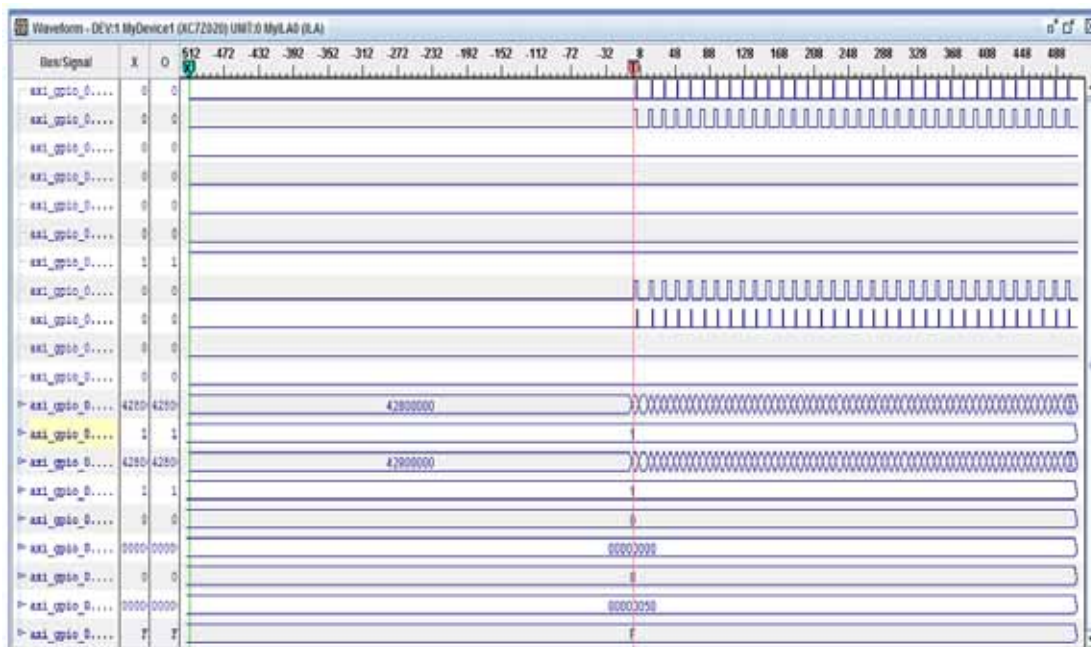 Waveform - DEV:1 MyDevice1 (XC7Z020) UNIT:0 MyILA0 (ILA)
Bus/Signal X O 512 -472 -432 -392 -352 -312 -272 -232 -192 -152 -112 -72 -32 8 48 88 128 168 208 248 288 328 368 408 448 488
axi_gpio_0.... 0 0
axi_gpio_0.... 0 0
axi_gpio_0.... 0 0
axi_gpio_0.... 0 0
axi_gpio_0.... 0 0
axi_gpio_0.... 0 0
axi_gpio_0.... 1 1
axi_gpio_0.... 0 0
axi_gpio_0.... 0 0
axi_gpio_0.... 0 0
axi_gpio_0.... 0 0
axi_gpio_0.... 4280 4280 42800000
axi_gpio_0.... 1 1
axi_gpio_0.... 4280 4280 42800000
axi_gpio_0.... 1 1
axi_gpio_0.... 0 0 0
axi_gpio_0.... 0000 0000 00000000
axi_gpio_0.... 0 0 0
axi_gpio_0.... 0000 0000 00000050
axi_gpio_0.... F F F